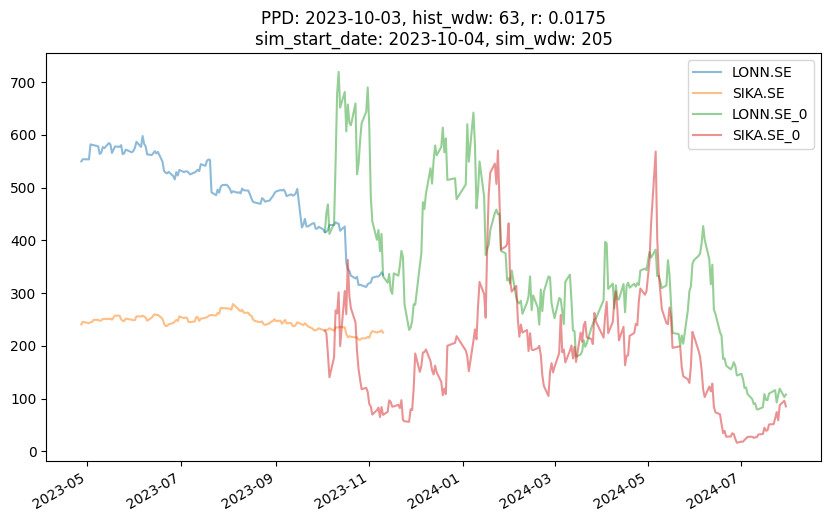 PPD: 2023-10-03, hist_wdw: 63, r: 0.0175
sim_start_date: 2023-10-04, sim_wdw: 205
LONN.SE
SIKA.SE
LONN.SE_0
SIKA.SE_0
700
600
500
400
300
200
100
0
2023-05
2023-07
2023-09
2023-11
2024-01
2024-03
2024-05
2024-07